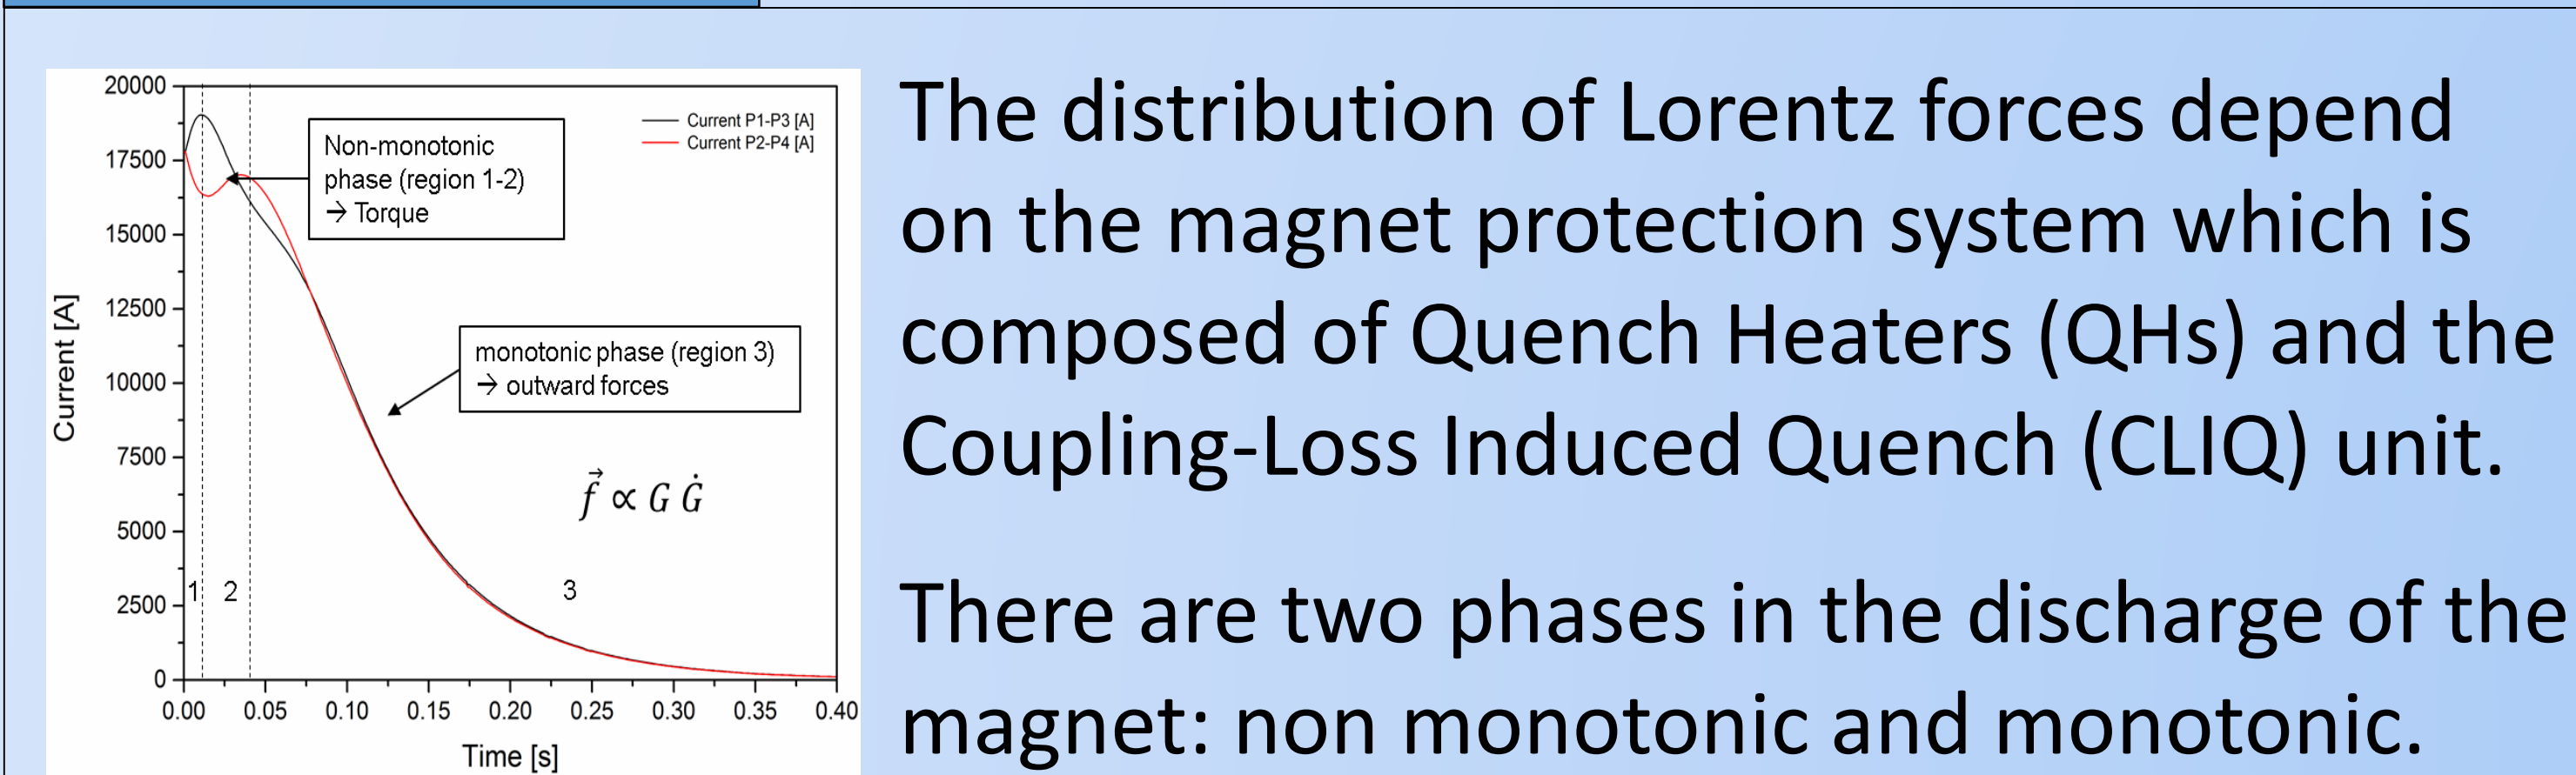 20000
17500
15000
12500
10000
7500
5000
2500
0
Current [A]
Current P1-P3 [A]
Current P2-P4 [A]
Non-monotonic
phase (region 1-2)
→ Torque
monotonic phase (region 3)
→ outward forces
f⃗ ∝ G Ġ
1 2 3
0.00 0.05 0.10 0.15 0.20 0.25 0.30 0.35 0.40
Time [s]
The distribution of Lorentz forces depend
on the magnet protection system which is
composed of Quench Heaters (QHs) and the
Coupling-Loss Induced Quench (CLIQ) unit.
There are two phases in the discharge of the
magnet: non monotonic and monotonic.